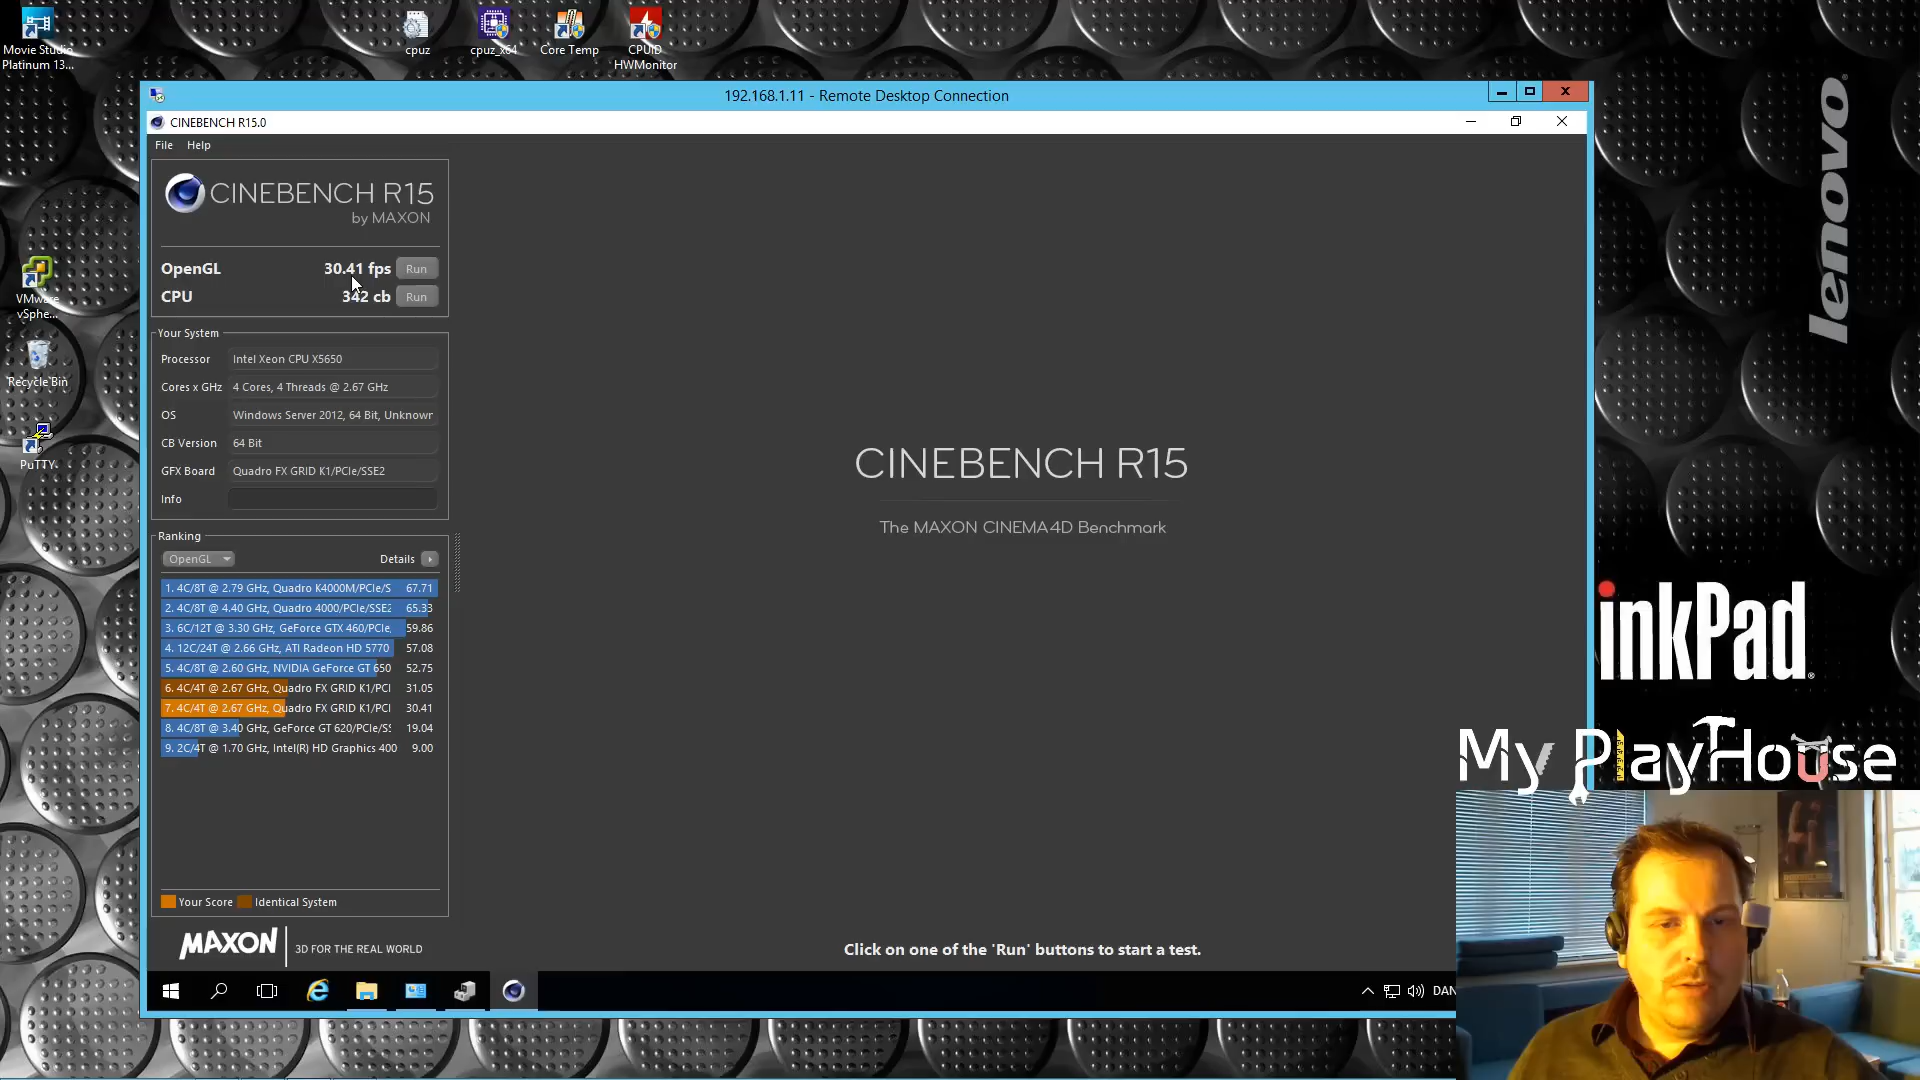 Movie Studio
Platinum 13...
cpuz
cpuz_x64
Core Temp
CPUID
HWMonitor
VMware
vSphe...
Recycle Bin
PuTTY
192.168.1.11 - Remote Desktop Connection
CINEBENCH R15.0
File Help
CINEBENCH R15
by MAXON
OpenGL 30.41 fps Run
CPU 342 cb Run
Your System
Processor Intel Xeon CPU X5650
Cores x GHz 4 Cores, 4 Threads @ 2.67 GHz
OS Windows Server 2012, 64 Bit, Unknown
CB Version 64 Bit
GFX Board Quadro FX GRID K1/PCIe/SSE2
Info
Ranking
OpenGL Details
1. 4C/8T @ 2.79 GHz, Quadro K4000M/PCIe/S 67.71
2. 4C/8T @ 4.40 GHz, Quadro 4000/PCIe/SSE2 65.33
3. 6C/12T @ 3.30 GHz, GeForce GTX 460/PCIe, 59.86
4. 12C/24T @ 2.66 GHz, ATI Radeon HD 5770 57.08
5. 4C/8T @ 2.60 GHz, NVIDIA GeForce GT 650 52.75
6. 4C/4T @ 2.67 GHz, Quadro FX GRID K1/PCI 31.05
7. 4C/4T @ 2.67 GHz, Quadro FX GRID K1/PCI 30.41
8. 4C/8T @ 3.40 GHz, GeForce GT 620/PCIe/SS 19.04
9. 2C/4T @ 1.70 GHz, Intel(R) HD Graphics 400 9.00
Your Score Identical System
MAXON 3D FOR THE REAL WORLD
CINEBENCH R15
The MAXON CINEMA4D Benchmark
Click on one of the 'Run' buttons to start a test.
DAN
lenovo
inkPad
My PlayHouse